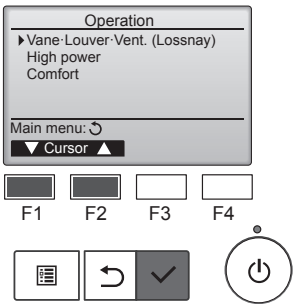 Operation
▶Vane·Louver·Vent. (Lossnay)
High power
Comfort
Main menu:
▼ Cursor ▲
F1 F2 F3 F4